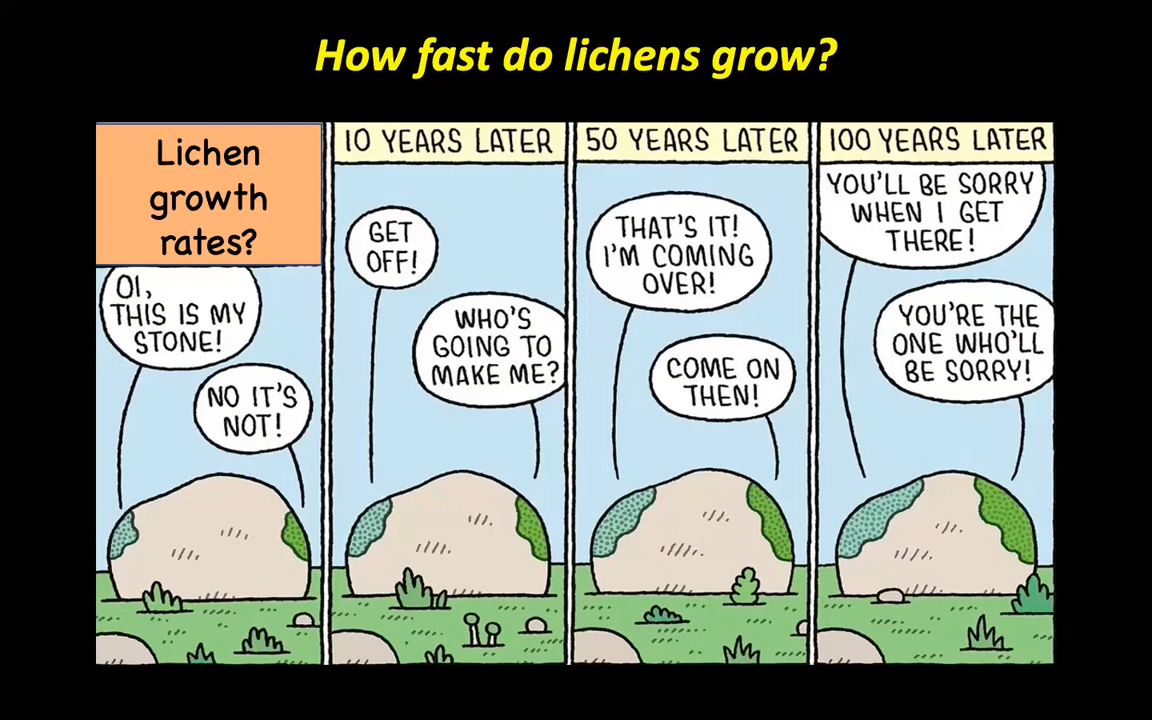 How fast do lichens grow?
Lichen
growth
rates?
OI,
THIS IS MY
STONE!
NO IT'S
NOT!
10 YEARS LATER
GET
OFF!
WHO'S
GOING TO
MAKE ME?
50 YEARS LATER
THAT'S IT!
I'M COMING
OVER!
COME ON
THEN!
100 YEARS LATER
YOU'LL BE SORRY
WHEN I GET
THERE!
YOU'RE THE
ONE WHO'LL
BE SORRY!